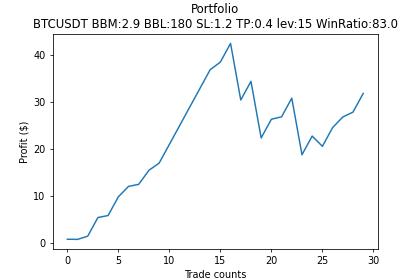 Portfolio
BTCUSDT BBM:2.9 BBL:180 SL:1.2 TP:0.4 lev:15 WinRatio:83.0
40
30
20
10
0
Profit ($)
0 5 10 15 20 25 30
Trade counts